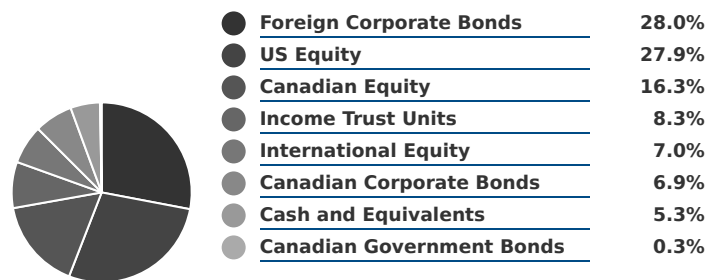 Foreign Corporate Bonds 28.0%
US Equity 27.9%
Canadian Equity 16.3%
Income Trust Units 8.3%
International Equity 7.0%
Canadian Corporate Bonds 6.9%
Cash and Equivalents 5.3%
Canadian Government Bonds 0.3%